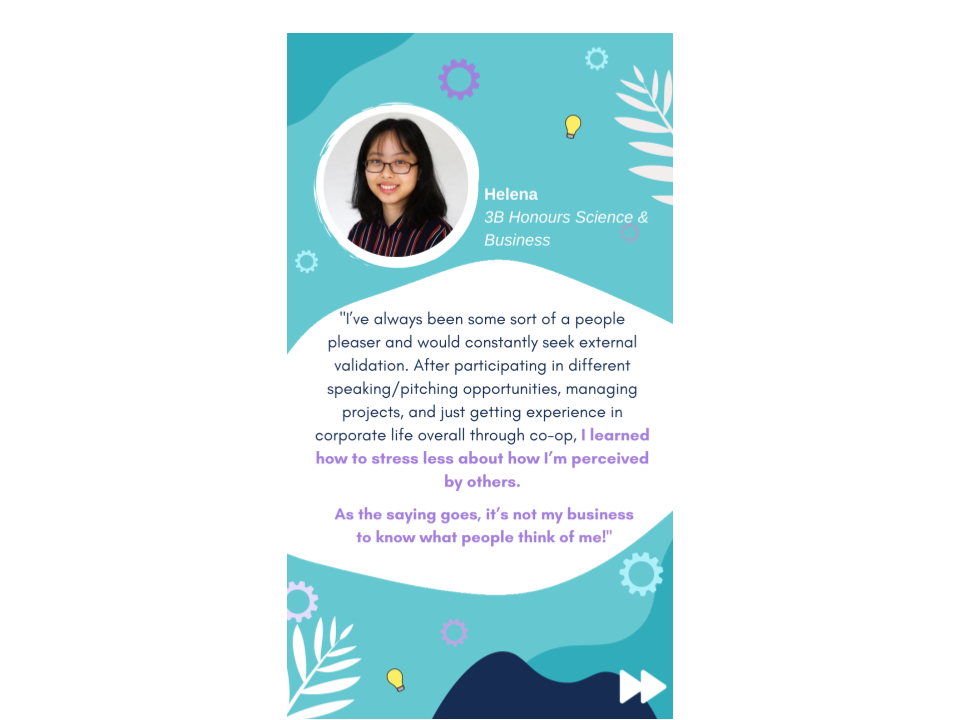 Helena
3B Honours Science &
Business
"I’ve always been some sort of a people
pleaser and would constantly seek external
validation. After participating in different
speaking/pitching opportunities, managing
projects, and just getting experience in
corporate life overall through co-op, I learned
how to stress less about how I’m perceived
by others.
As the saying goes, it’s not my business
to know what people think of me!"